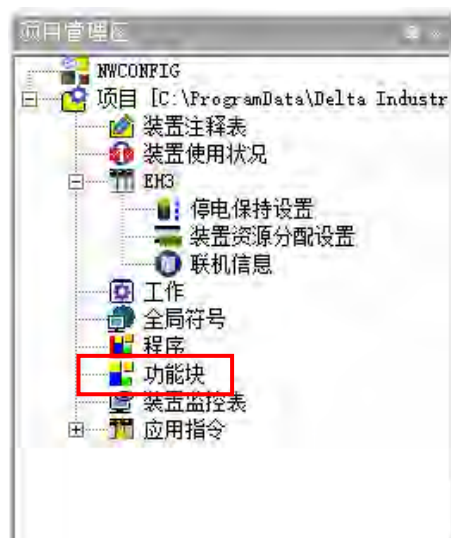 项目管理区
NWCONFIG
项目 [C:\ProgramData\Delta Industr
装置注释表
装置使用状况
EH3
停电保持设置
装置资源分配设置
联机信息
工作
全局符号
程序
功能块
装置监控表
应用指令